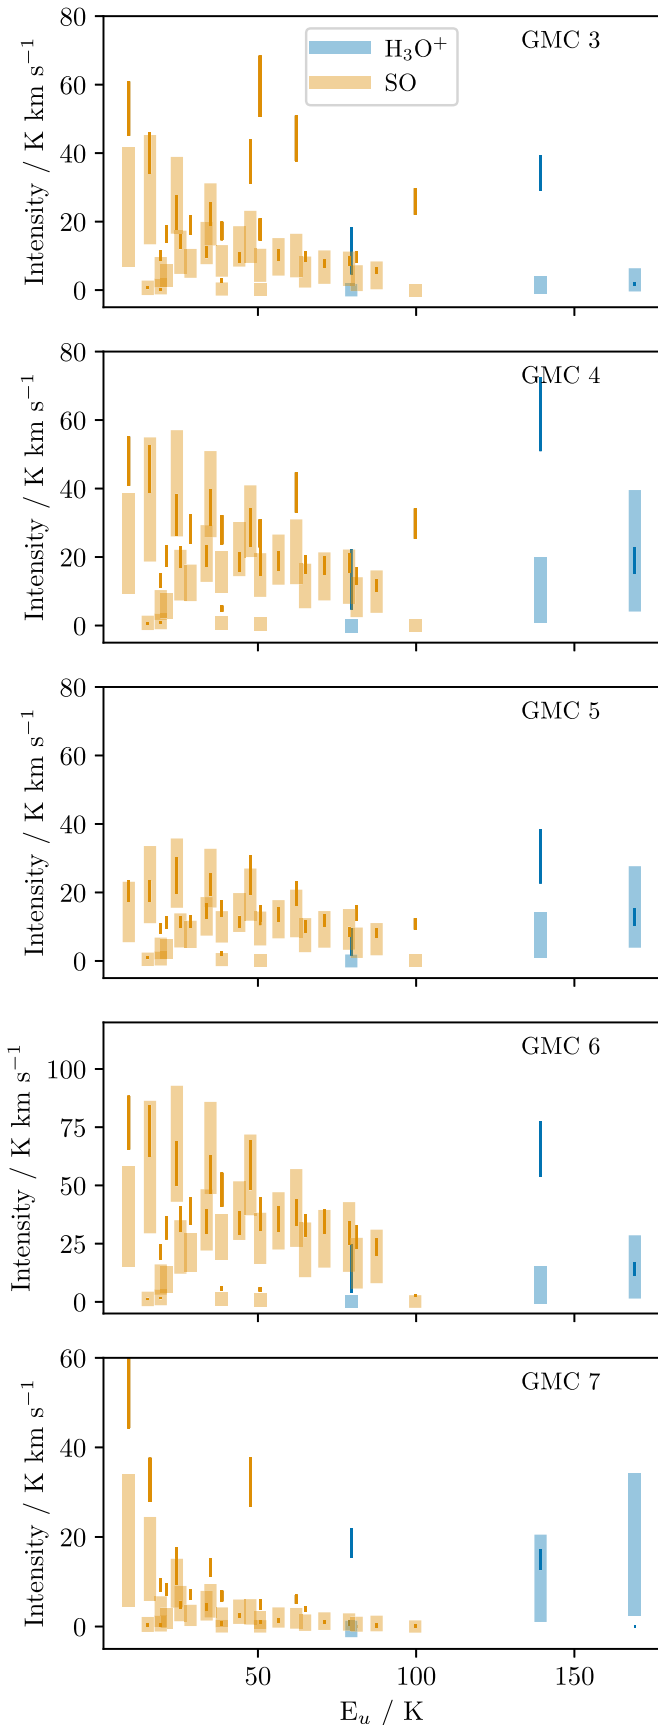 80
60
40
20
0
Intensity / K km s⁻¹
GMC 3
H₃O⁺
SO
80
60
40
20
0
Intensity / K km s⁻¹
GMC 4
80
60
40
20
0
Intensity / K km s⁻¹
GMC 5
100
75
50
25
0
Intensity / K km s⁻¹
GMC 6
60
40
20
0
Intensity / K km s⁻¹
GMC 7
50 100 150
Eᵤ / K